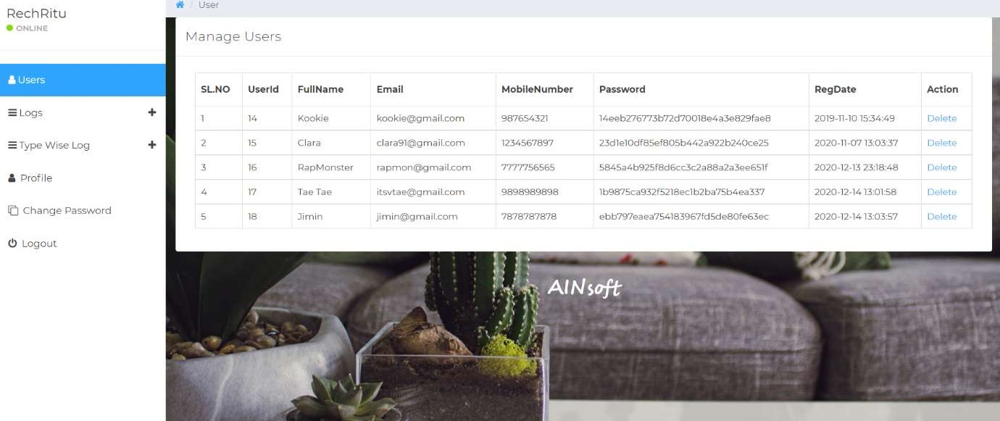 RechRitu
ONLINE
User
Manage Users
Users
Logs
Type Wise Log
Profile
Change Password
Logout
SL.NO UserId FullName Email MobileNumber Password RegDate Action
1 14 Kookie kookie@gmail.com 987654321 14eeb276773b72d70018e4a3e829fae8 2019-11-10 15:34:49 Delete
2 15 Clara clara91@gmail.com 1234567897 23d1e10df85ef805b442a922b240ce25 2020-11-07 13:03:37 Delete
3 16 RapMonster rapmon@gmail.com 7777756565 5845a4b925f8d6cc3c2a88a2a3ee651f 2020-12-13 23:18:48 Delete
4 17 Tae Tae itsvtae@gmail.com 9898989898 1b9875ca932f5218ec1b2ba75b4ea337 2020-12-14 13:01:58 Delete
5 18 Jimin jimin@gmail.com 7878787878 ebb797eaea754183967fd5de80fe63ec 2020-12-14 13:03:57 Delete
AINsoft